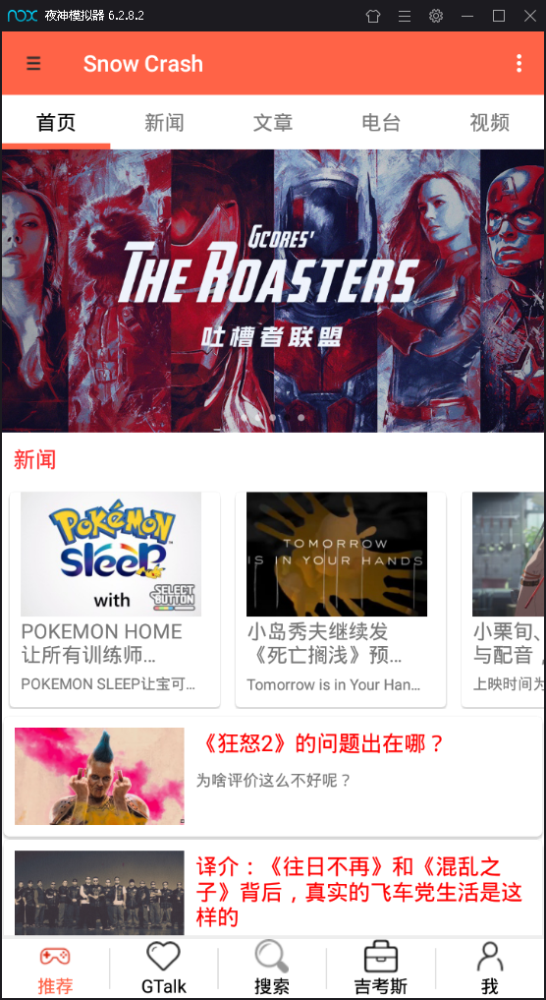 nox 夜神模拟器 6.2.8.2
Snow Crash
首页 新闻 文章 电台 视频
GCORES'
THE ROASTERS
吐槽者联盟
新闻
POKéMON
SLEEP
with SELECT BUTTON
POKEMON HOME
让所有训练师...
POKEMON SLEEP让宝可...
TOMORROW
IS IN YOUR HANDS
小岛秀夫继续发
《死亡搁浅》预...
Tomorrow is in Your Han...
小栗旬、
与配音，
上映时间为
《狂怒2》的问题出在哪？
为啥评价这么不好呢？
译介：《往日不再》和《混乱之
子》背后，真实的飞车党生活是这
样的
推荐 GTalk 搜索 吉考斯 我